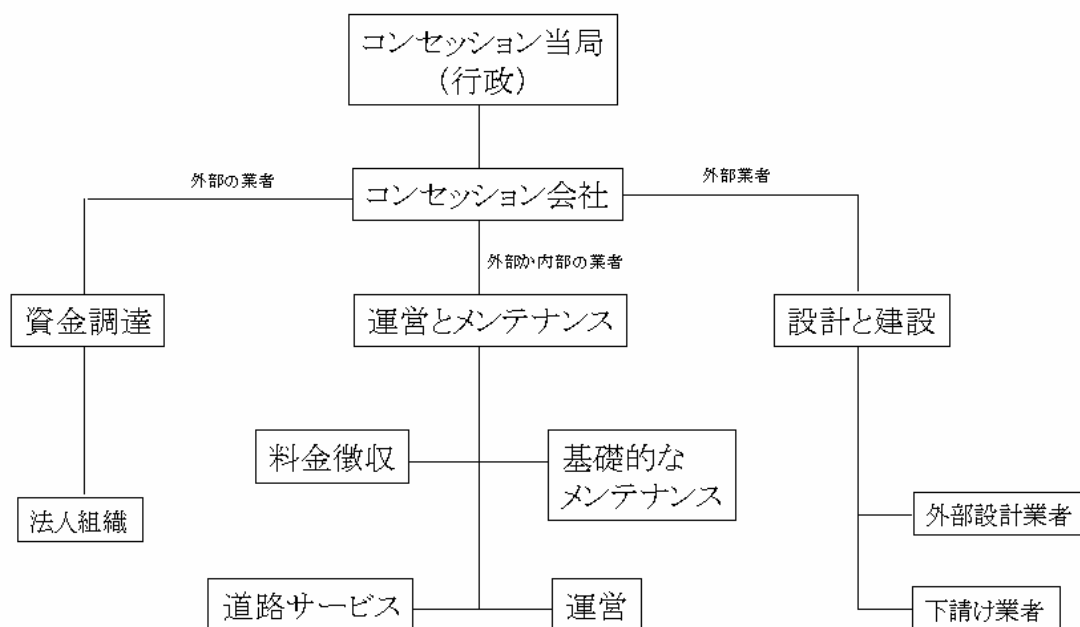 コンセッション当局
（行政）
外部の業者
コンセッション会社
外部業者
外部か内部の業者
資金調達
運営とメンテナンス
設計と建設
料金徴収
基礎的な
メンテナンス
法人組織
外部設計業者
道路サービス
運営
下請け業者